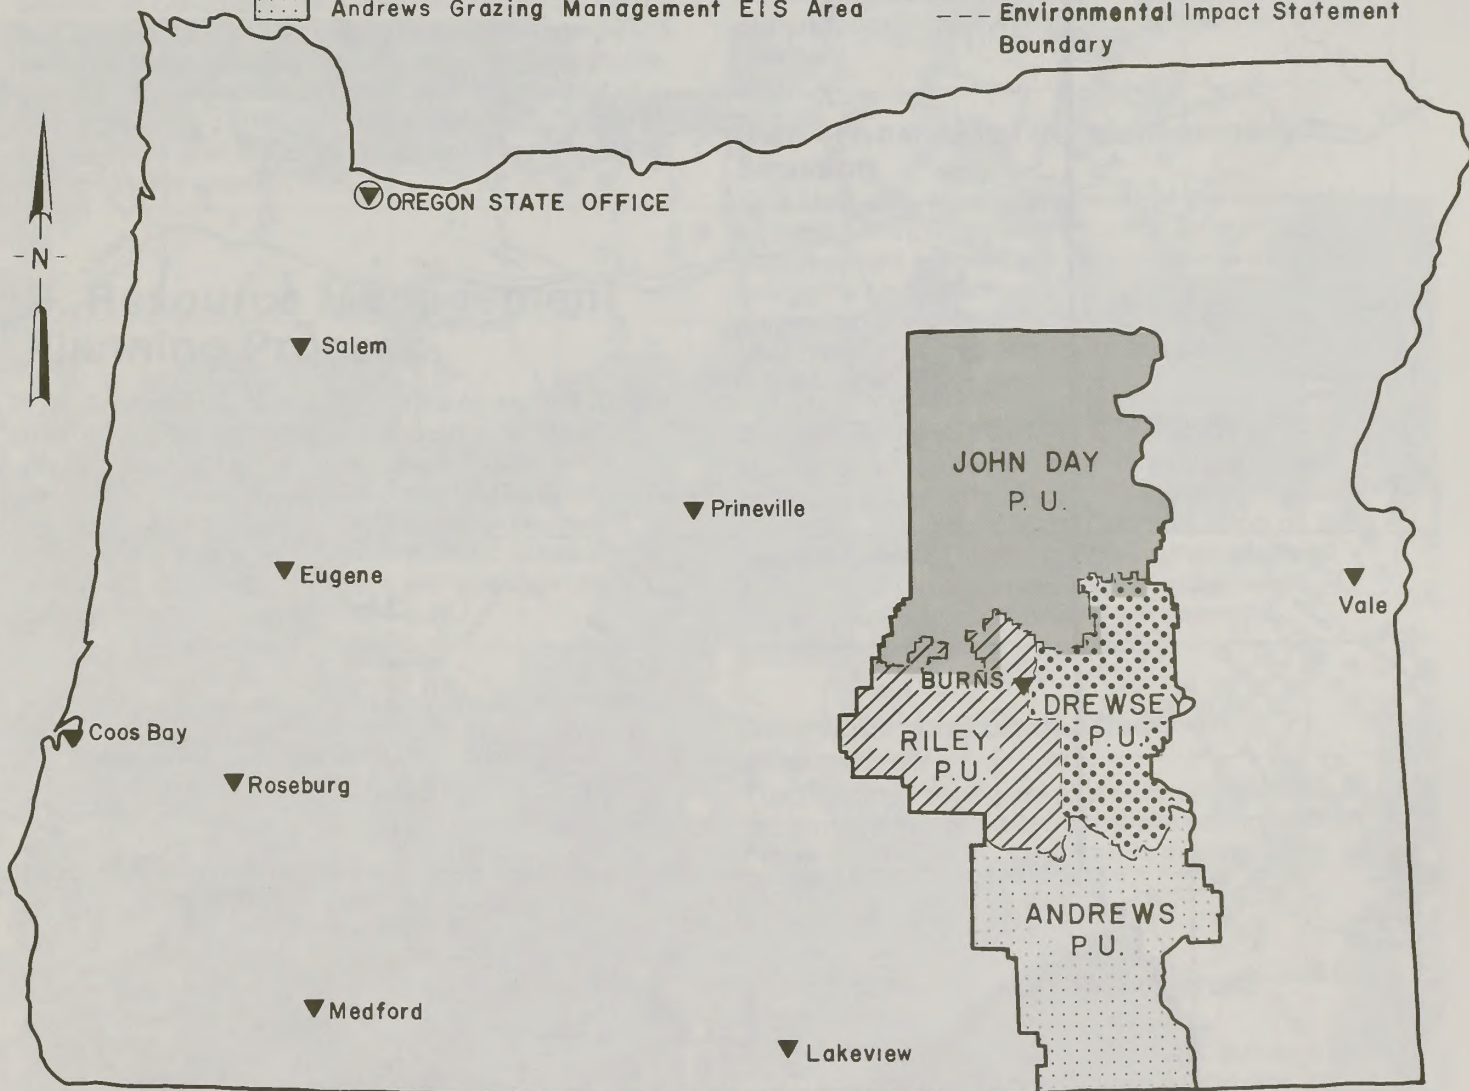 Andrews Grazing Management EIS Area
Environmental Impact Statement
Boundary
N
OREGON STATE OFFICE
Salem
JOHN DAY
P. U.
Prineville
Eugene
Vale
BURNS
DREWSEY
P.U.
Coos Bay
RILEY
P.U.
Roseburg
ANDREWS
P.U.
Medford
Lakeview